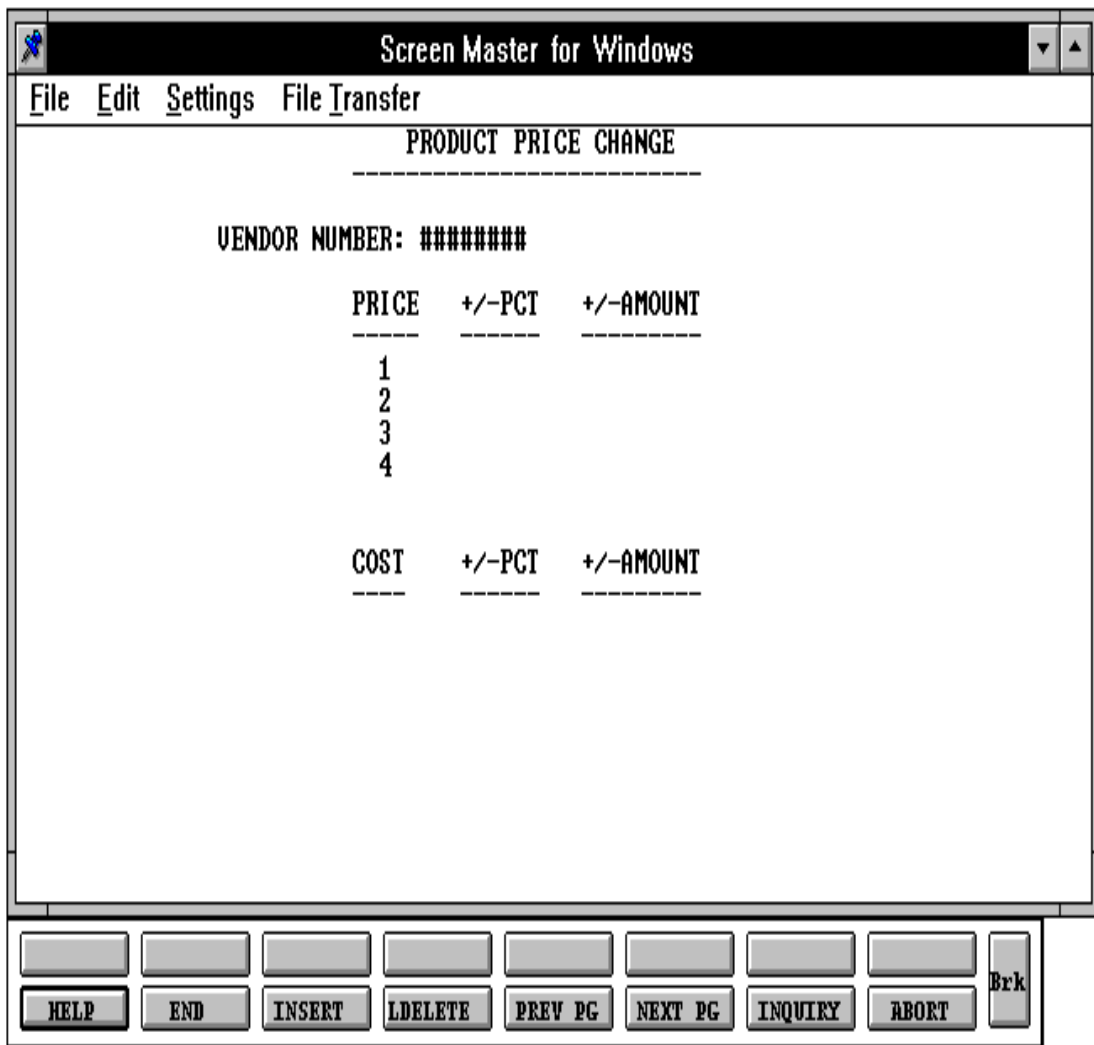 Screen Master for Windows
File Edit Settings File Transfer
PRODUCT PRICE CHANGE
--------------------------
VENDOR NUMBER: ########
PRICE +/-PCT +/-AMOUNT
----- ------ ---------
1
2
3
4
COST +/-PCT +/-AMOUNT
---- ------ ---------
Brk
HELP END INSERT LDELETE PREV PG NEXT PG INQUIRY ABORT